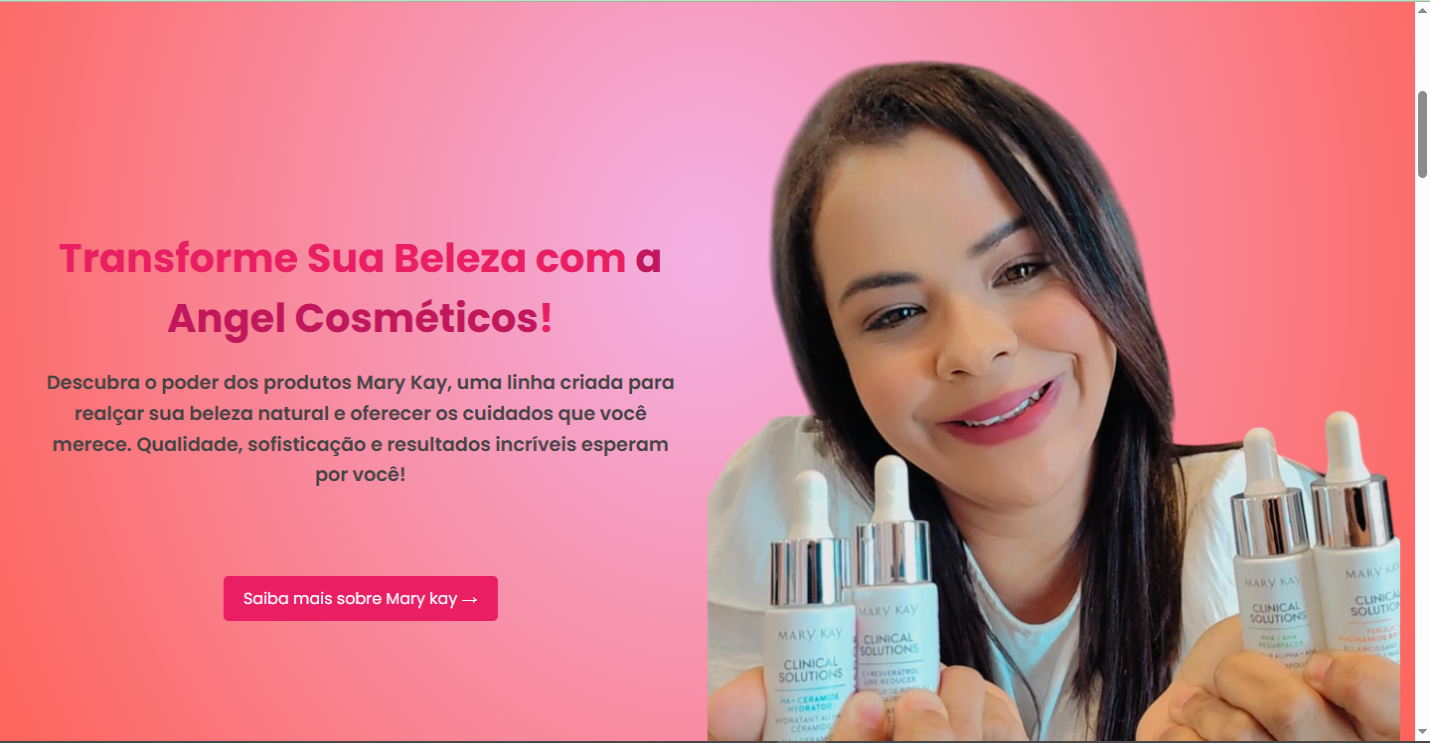 Transforme Sua Beleza com a
Angel Cosméticos!
Descubra o poder dos produtos Mary Kay, uma linha criada para
realçar sua beleza natural e oferecer os cuidados que você
merece. Qualidade, sofisticação e resultados incríveis esperam
por você!
Saiba mais sobre Mary kay →
MARY KAY
CLINICAL
SOLUTIONS
HA + CERAMIDE
HYDRATOR
HYDRATANT AU HA
CÉRAMIDE
MARY KAY
CLINICAL
SOLUTIONS
C + RESVERATROL
LINE-REDUCER
MARY KAY
CLINICAL
SOLUTIONS
PHA + AHA
RESURFACER
MARY KAY
CLINICAL
SOLUTIONS
FERULIC
NIACINAMIDE
ÉCLAIRCISSANT